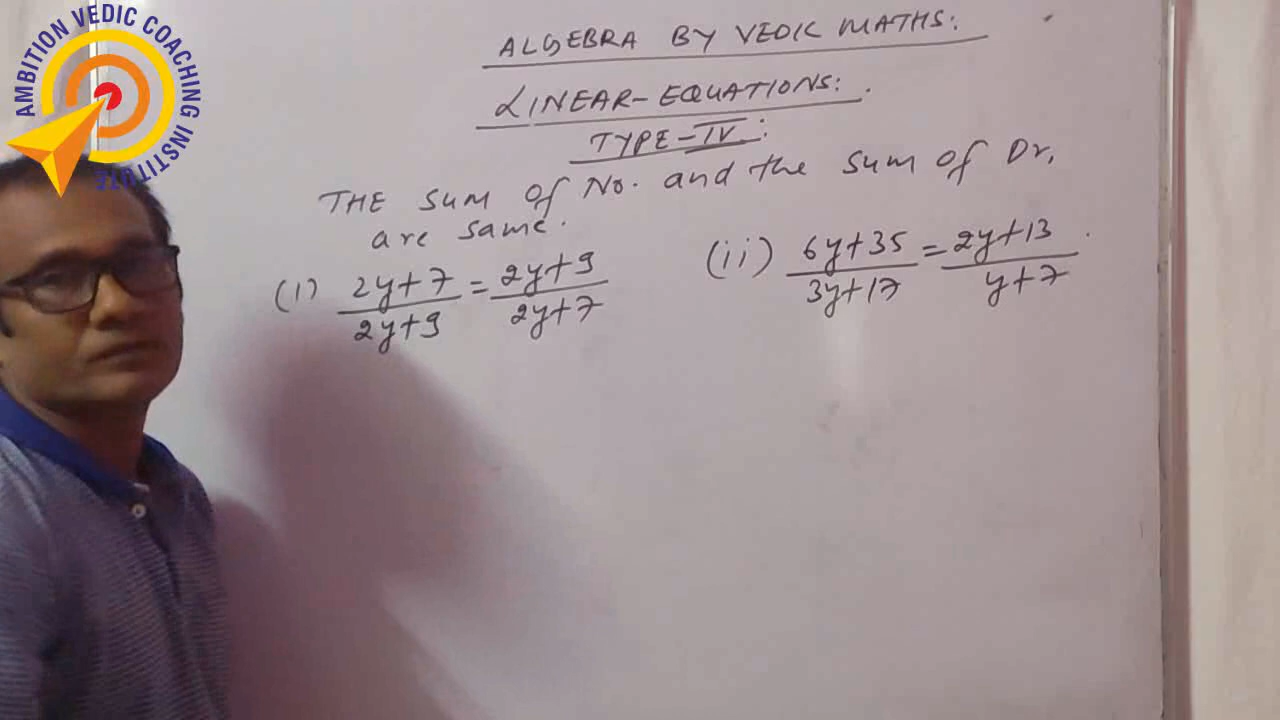 AMBITION VEDIC COACHING INSTITUTE
ALGEBRA BY VEDIC MATHS:
LINEAR-EQUATIONS:
TYPE-IV:
THE sum of No. and the sum of Dr.
are same.
(i) 2y+7/2y+9 = 2y+9/2y+7
(ii) 6y+35/3y+17 = 2y+13/y+7